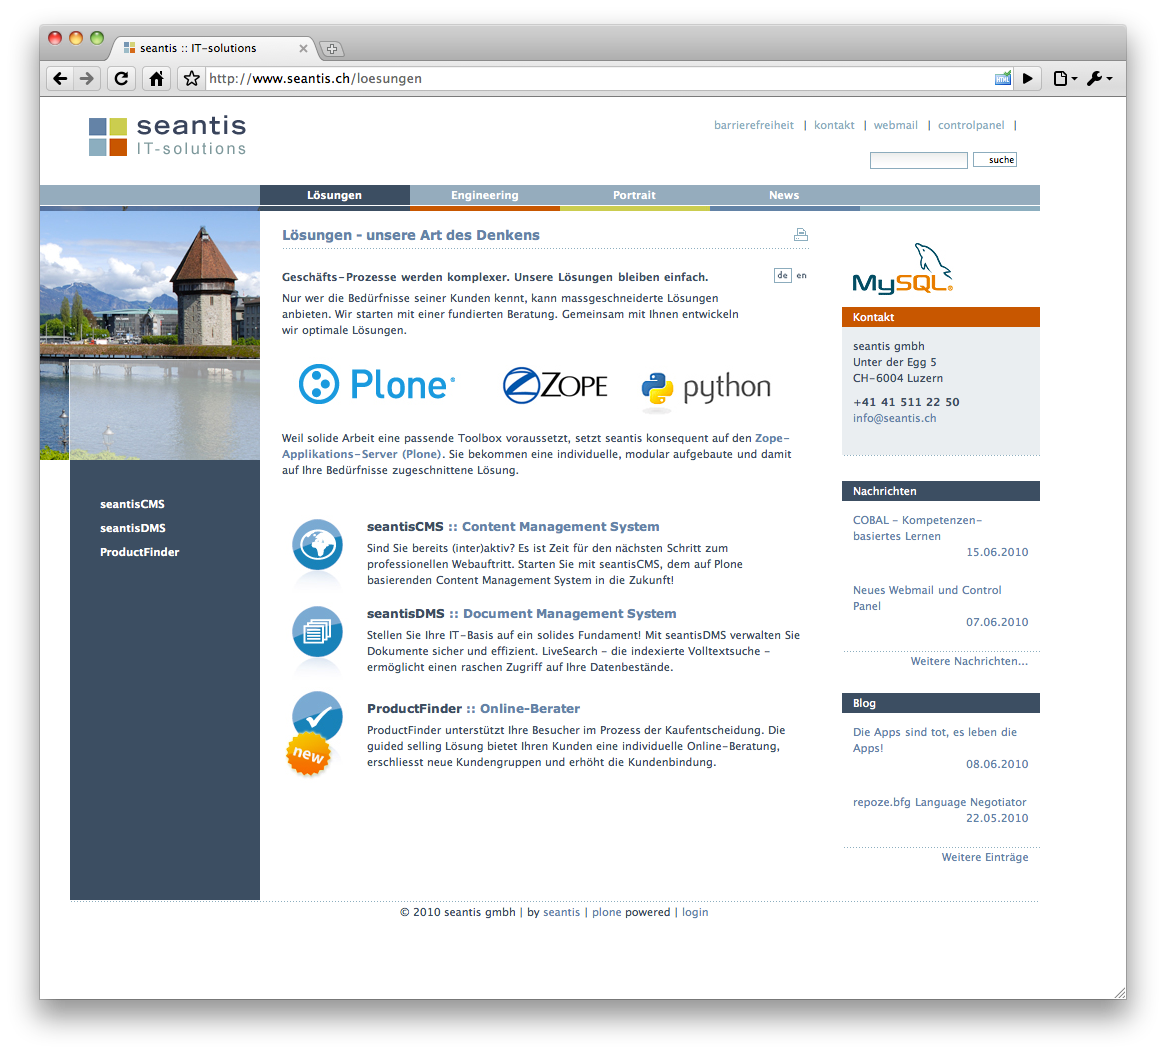 seantis :: IT-solutions
http://www.seantis.ch/loesungen
HTML
seantis
IT-solutions
barrierefreiheit | kontakt | webmail | controlpanel |
suche
Lösungen Engineering Portrait News
Lösungen - unsere Art des Denkens
Geschäfts-Prozesse werden komplexer. Unsere Lösungen bleiben einfach.
de en
Nur wer die Bedürfnisse seiner Kunden kennt, kann massgeschneiderte Lösungen
anbieten. Wir starten mit einer fundierten Beratung. Gemeinsam mit Ihnen entwickeln
wir optimale Lösungen.
Plone®
ZOPE
python
Weil solide Arbeit eine passende Toolbox voraussetzt, setzt seantis konsequent auf den Zope-
Applikations-Server (Plone). Sie bekommen eine individuelle, modular aufgebaute und damit
auf Ihre Bedürfnisse zugeschnittene Lösung.
seantisCMS
seantisDMS
ProductFinder
seantisCMS :: Content Management System
Sind Sie bereits (inter)aktiv? Es ist Zeit für den nächsten Schritt zum
professionellen Webauftritt. Starten Sie mit seantisCMS, dem auf Plone
basierenden Content Management System in die Zukunft!
seantisDMS :: Document Management System
Stellen Sie Ihre IT-Basis auf ein solides Fundament! Mit seantisDMS verwalten Sie
Dokumente sicher und effizient. LiveSearch - die indexierte Volltextsuche -
ermöglicht einen raschen Zugriff auf Ihre Datenbestände.
new
ProductFinder :: Online-Berater
ProductFinder unterstützt Ihre Besucher im Prozess der Kaufentscheidung. Die
guided selling Lösung bietet Ihren Kunden eine individuelle Online-Beratung,
erschliesst neue Kundengruppen und erhöht die Kundenbindung.
MySQL®
Kontakt
seantis gmbh
Unter der Egg 5
CH-6004 Luzern
+41 41 511 22 50
info@seantis.ch
Nachrichten
COBAL - Kompetenzen-
basiertes Lernen
15.06.2010
Neues Webmail und Control
Panel
07.06.2010
Weitere Nachrichten...
Blog
Die Apps sind tot, es leben die
Apps!
08.06.2010
repoze.bfg Language Negotiator
22.05.2010
Weitere Einträge
© 2010 seantis gmbh | by seantis | plone powered | login